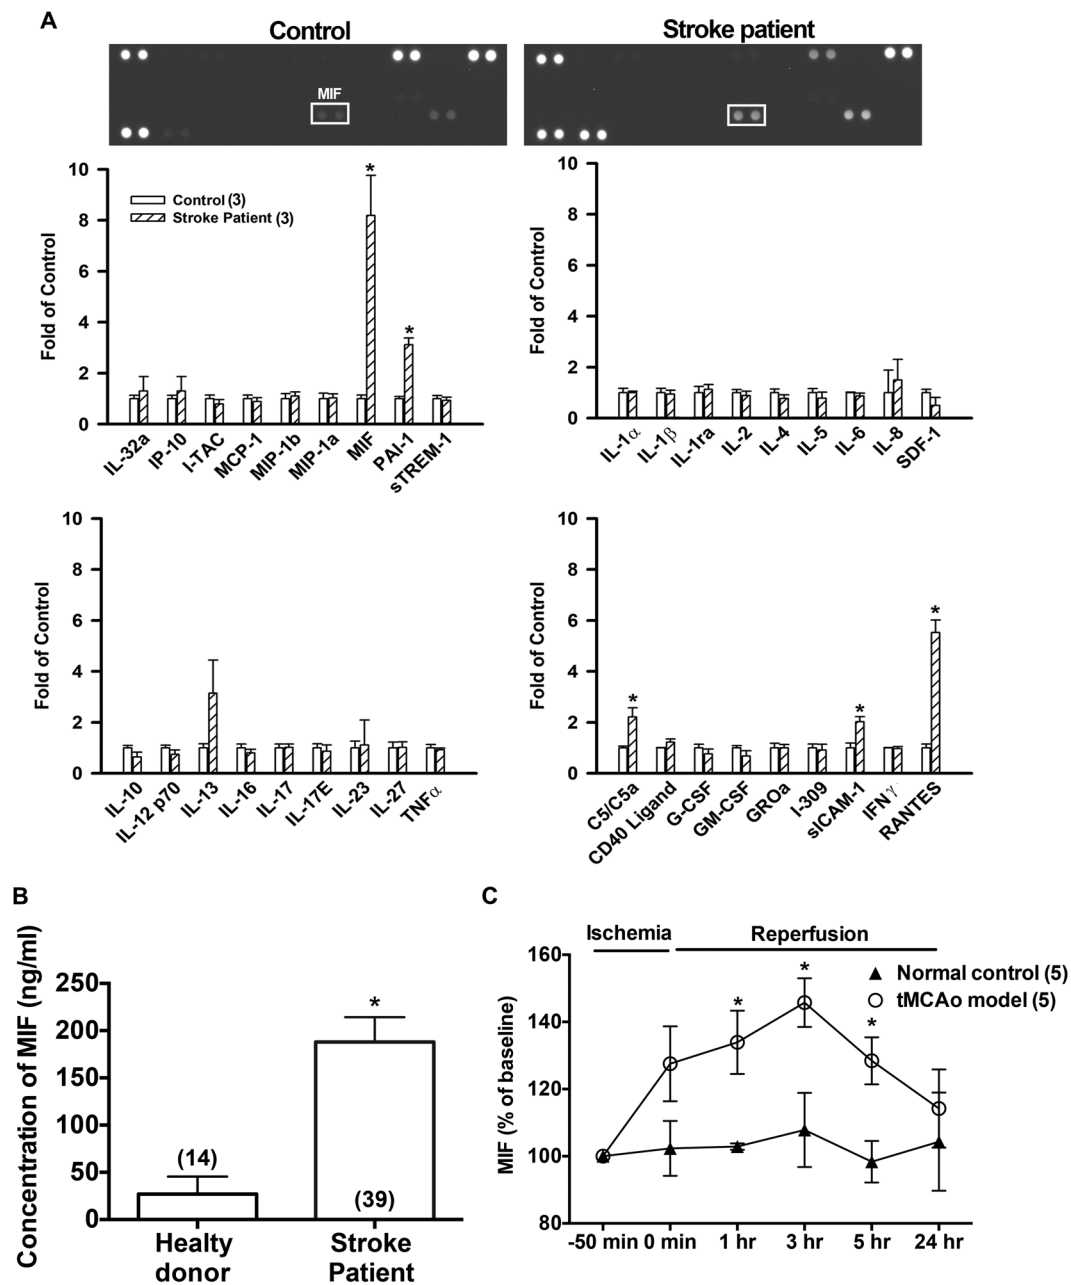 A
Control
Stroke patient
MIF
10
8
6
4
2
0
Fold of Control
Control (3)
Stroke Patient (3)
*
*
IL-32a
IP-10
I-TAC
MCP-1
MIP-1b
MIP-1a
MIF
PAI-1
sTREM-1
10
8
6
4
2
0
Fold of Control
IL-1α
IL-1β
IL-1ra
IL-2
IL-4
IL-5
IL-6
IL-8
SDF-1
10
8
6
4
2
0
Fold of Control
IL-10
IL-12 p70
IL-13
IL-16
IL-17
IL-17E
IL-23
IL-27
TNFα
10
8
6
4
2
0
Fold of Control
*
*
*
C5/C5a
CD40 Ligand
G-CSF
GM-CSF
GROa
I-309
sICAM-1
IFNγ
RANTES
B
Concentration of MIF (ng/ml)
250
200
150
100
50
0
(14)
*
(39)
Healty
donor
Stroke
Patient
C
Ischemia
Reperfusion
MIF (% of baseline)
160
140
120
100
80
Normal control (5)
tMCAo model (5)
*
*
*
-50 min
0 min
1 hr
3 hr
5 hr
24 hr